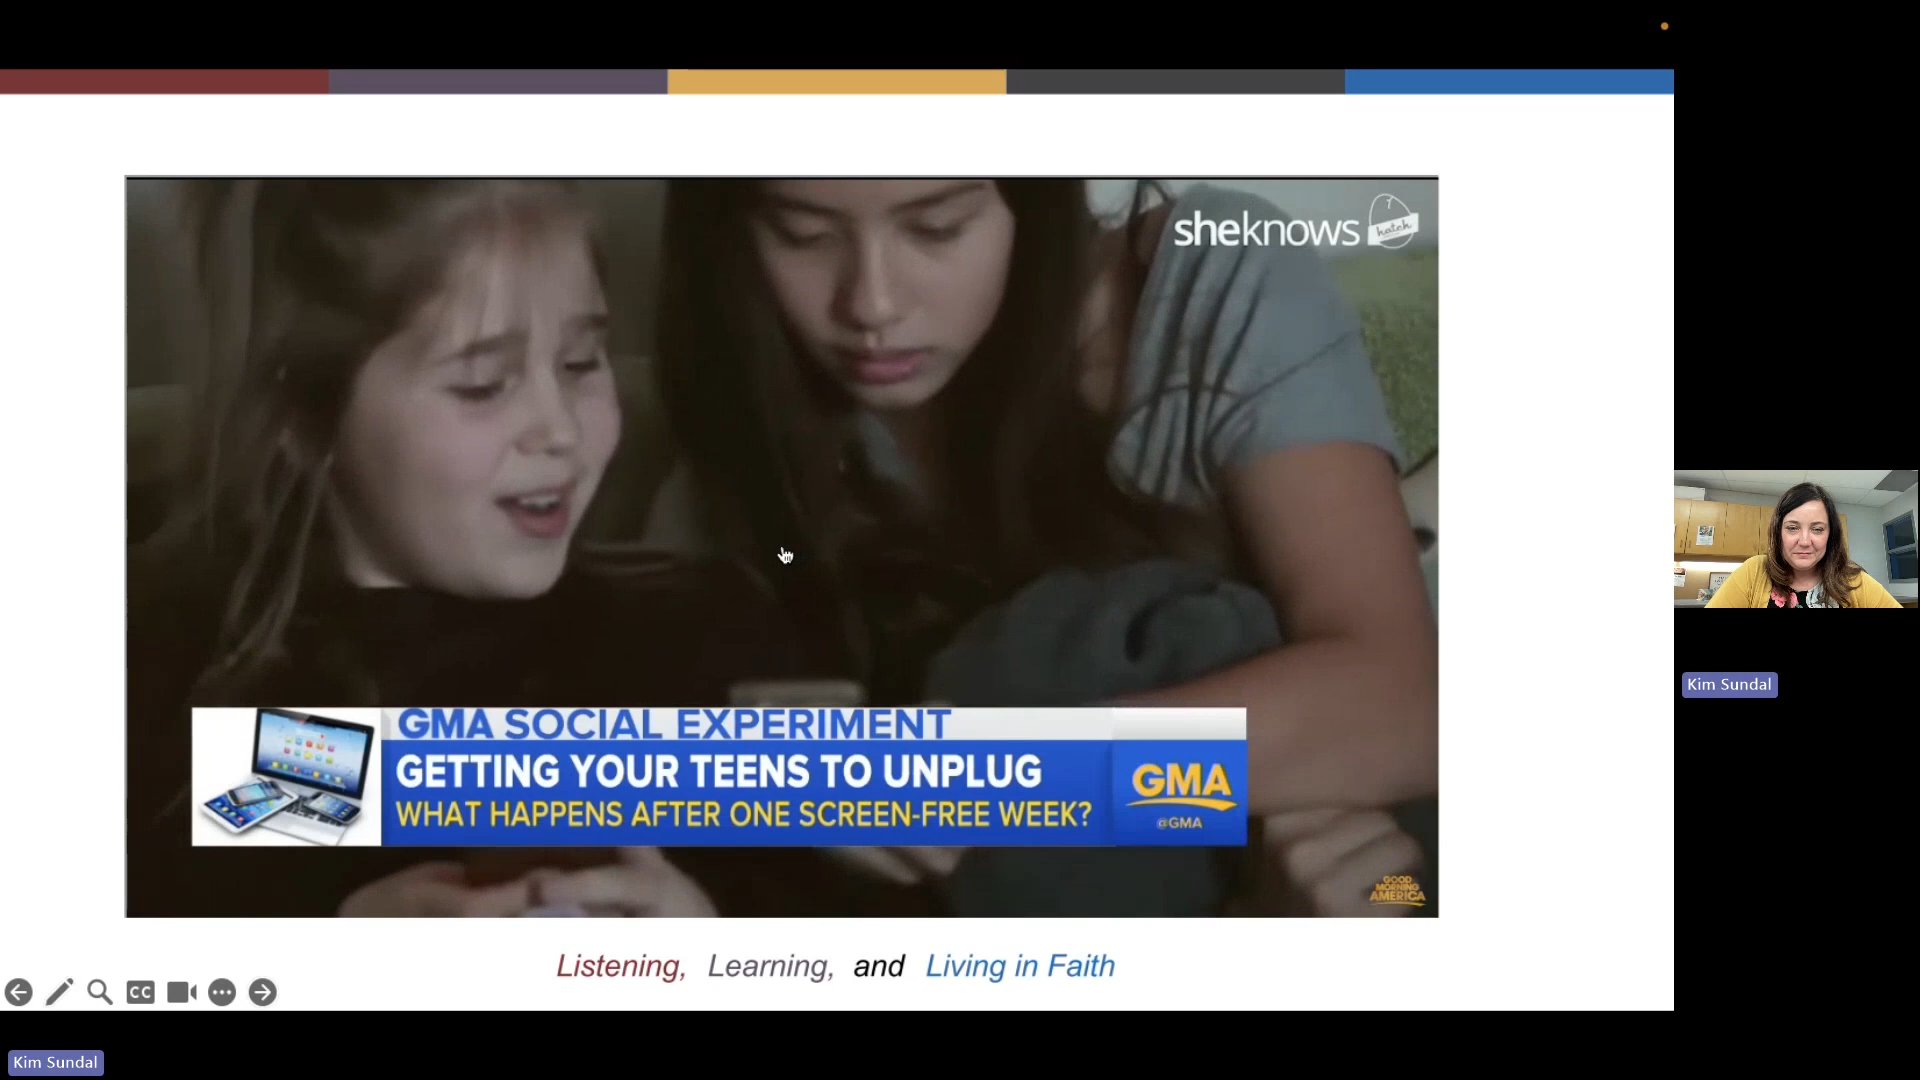 sheknows
hatch
GMA SOCIAL EXPERIMENT
GETTING YOUR TEENS TO UNPLUG
WHAT HAPPENS AFTER ONE SCREEN-FREE WEEK?
GMA
@GMA
GOOD
MORNING
AMERICA
Kim Sundal
Listening, Learning, and Living in Faith
CC
Kim Sundal